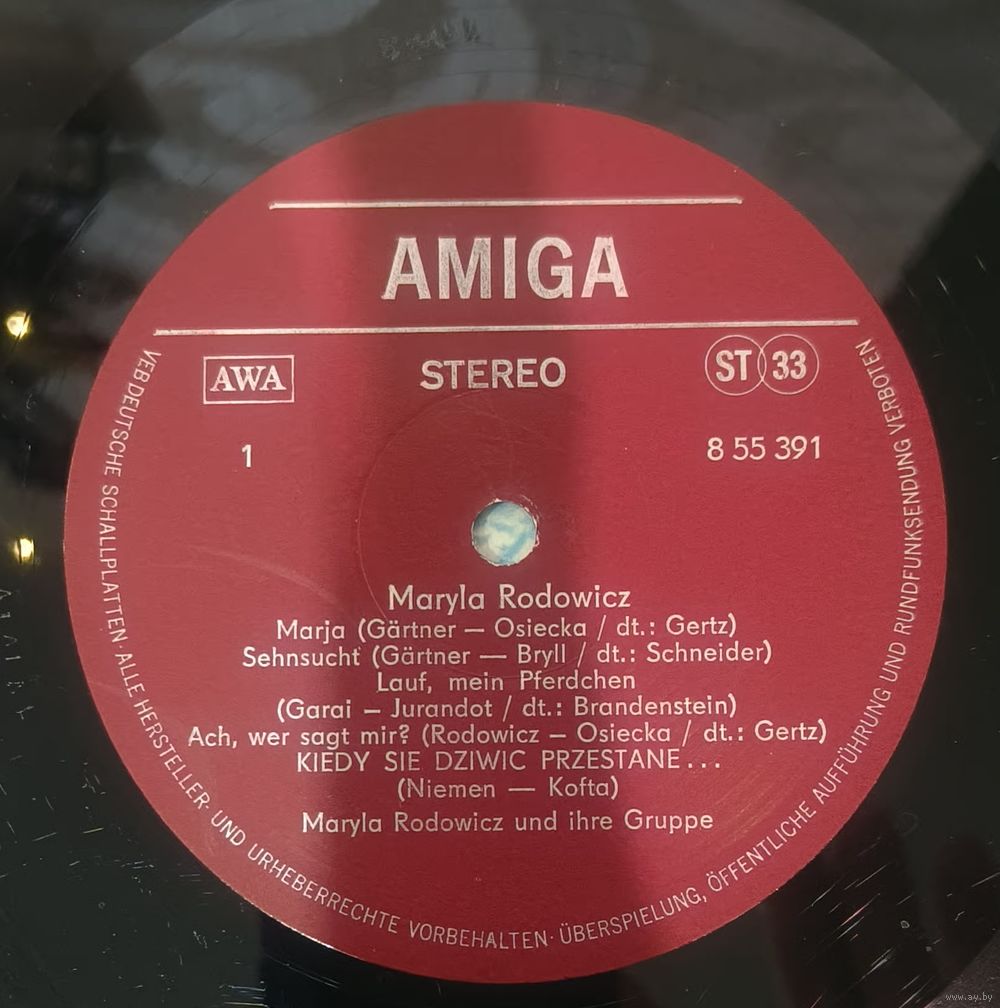 AMIGA
AWA
STEREO
ST 33
1
8 55 391
Maryla Rodowicz
Marja (Gärtner — Osiecka / dt.: Gertz)
Sehnsucht (Gärtner — Bryll / dt.: Schneider)
Lauf, mein Pferdchen
(Garai — Jurandot / dt.: Brandenstein)
Ach, wer sagt mir? (Rodowicz — Osiecka / dt.: Gertz)
KIEDY SIE DZIWIC PRZESTANE...
(Niemen — Kofta)
Maryla Rodowicz und ihre Gruppe
VEB DEUTSCHE SCHALLPLATTEN · ALLE HERSTELLER- UND URHEBERRECHTE VORBEHALTEN · ÜBERSPIELUNG, ÖFFENTLICHE AUFFÜHRUNG UND RUNDFUNKSENDUNG VERBOTEN
www.ay.by